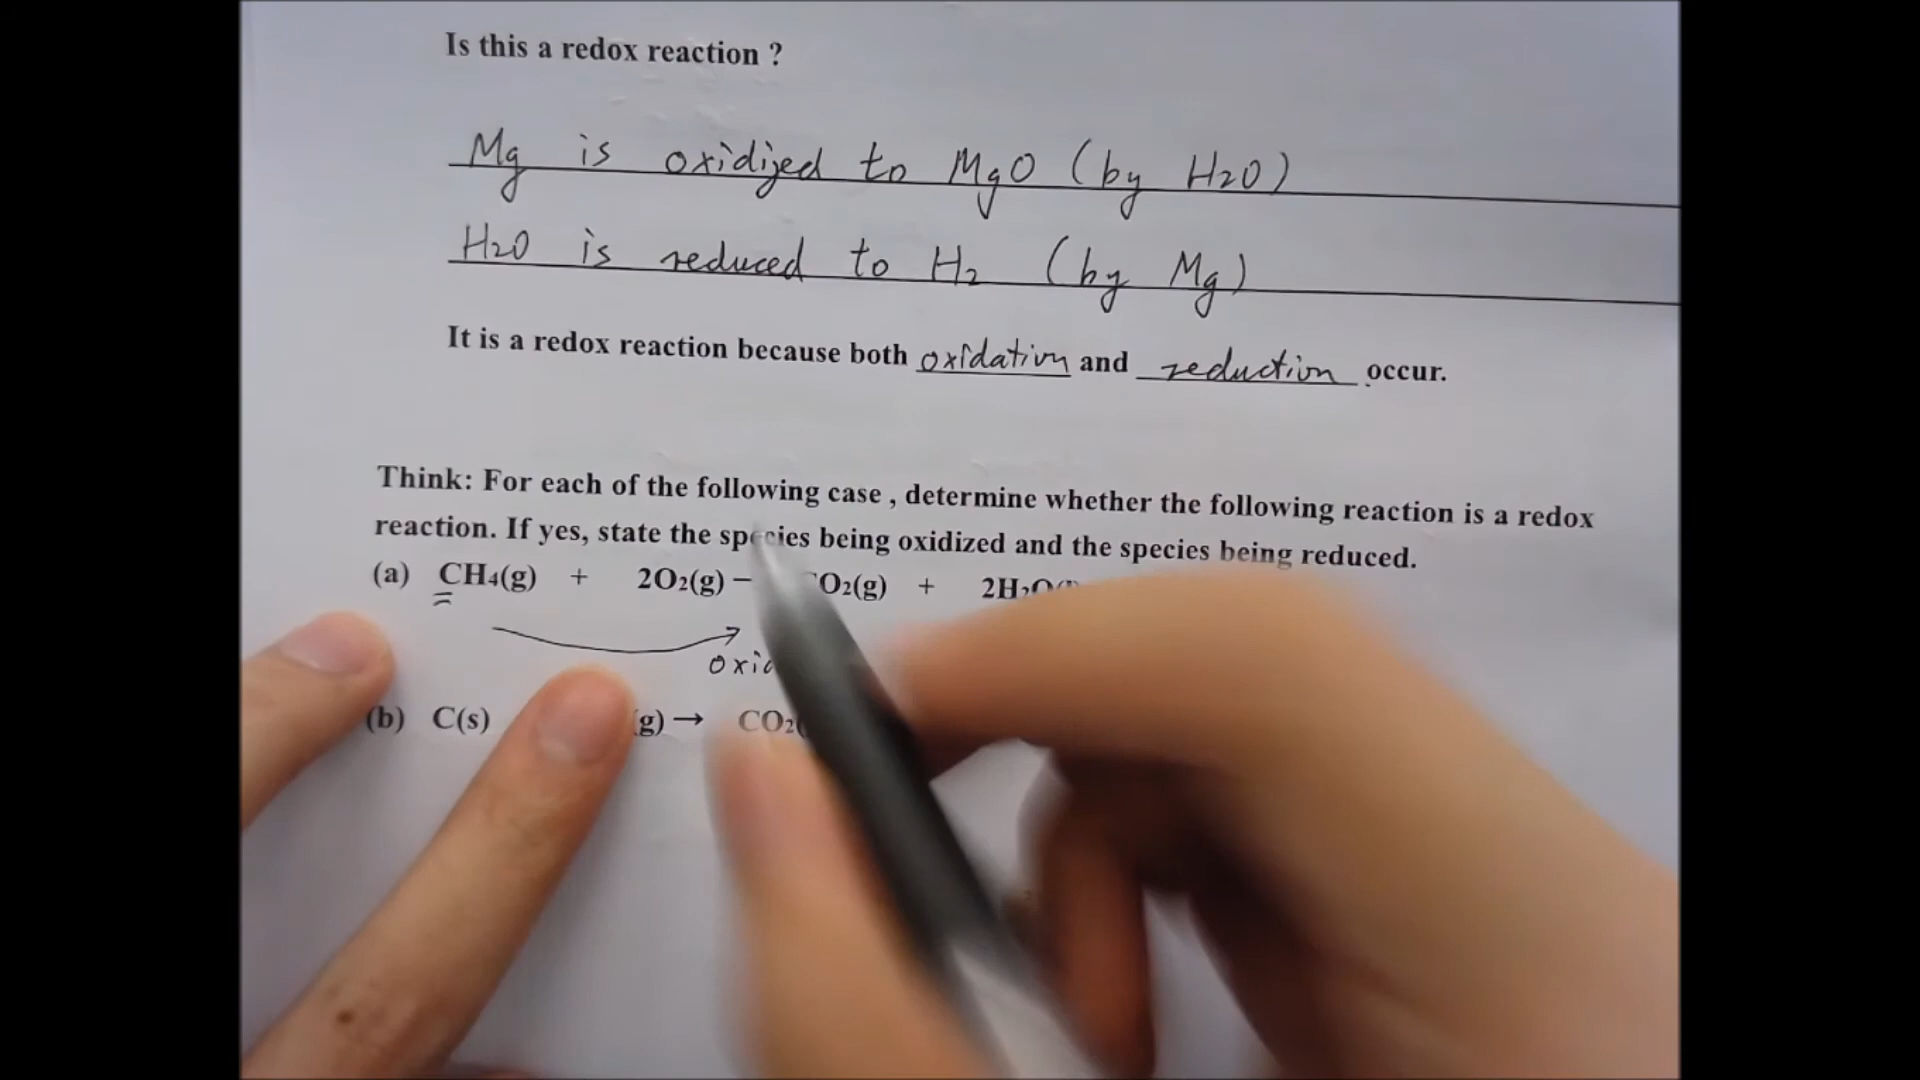 Is this a redox reaction ?
Mg is oxidized to MgO (by H2O)
H2O is reduced to H2 (by Mg)
It is a redox reaction because both oxidation and reduction occur.
Think: For each of the following case , determine whether the following reaction is a redox
reaction. If yes, state the species being oxidized and the species being reduced.
(a) CH4(g) + 2O2(g) O2(g) + 2H2O
(b) C(s) (g) → CO2(